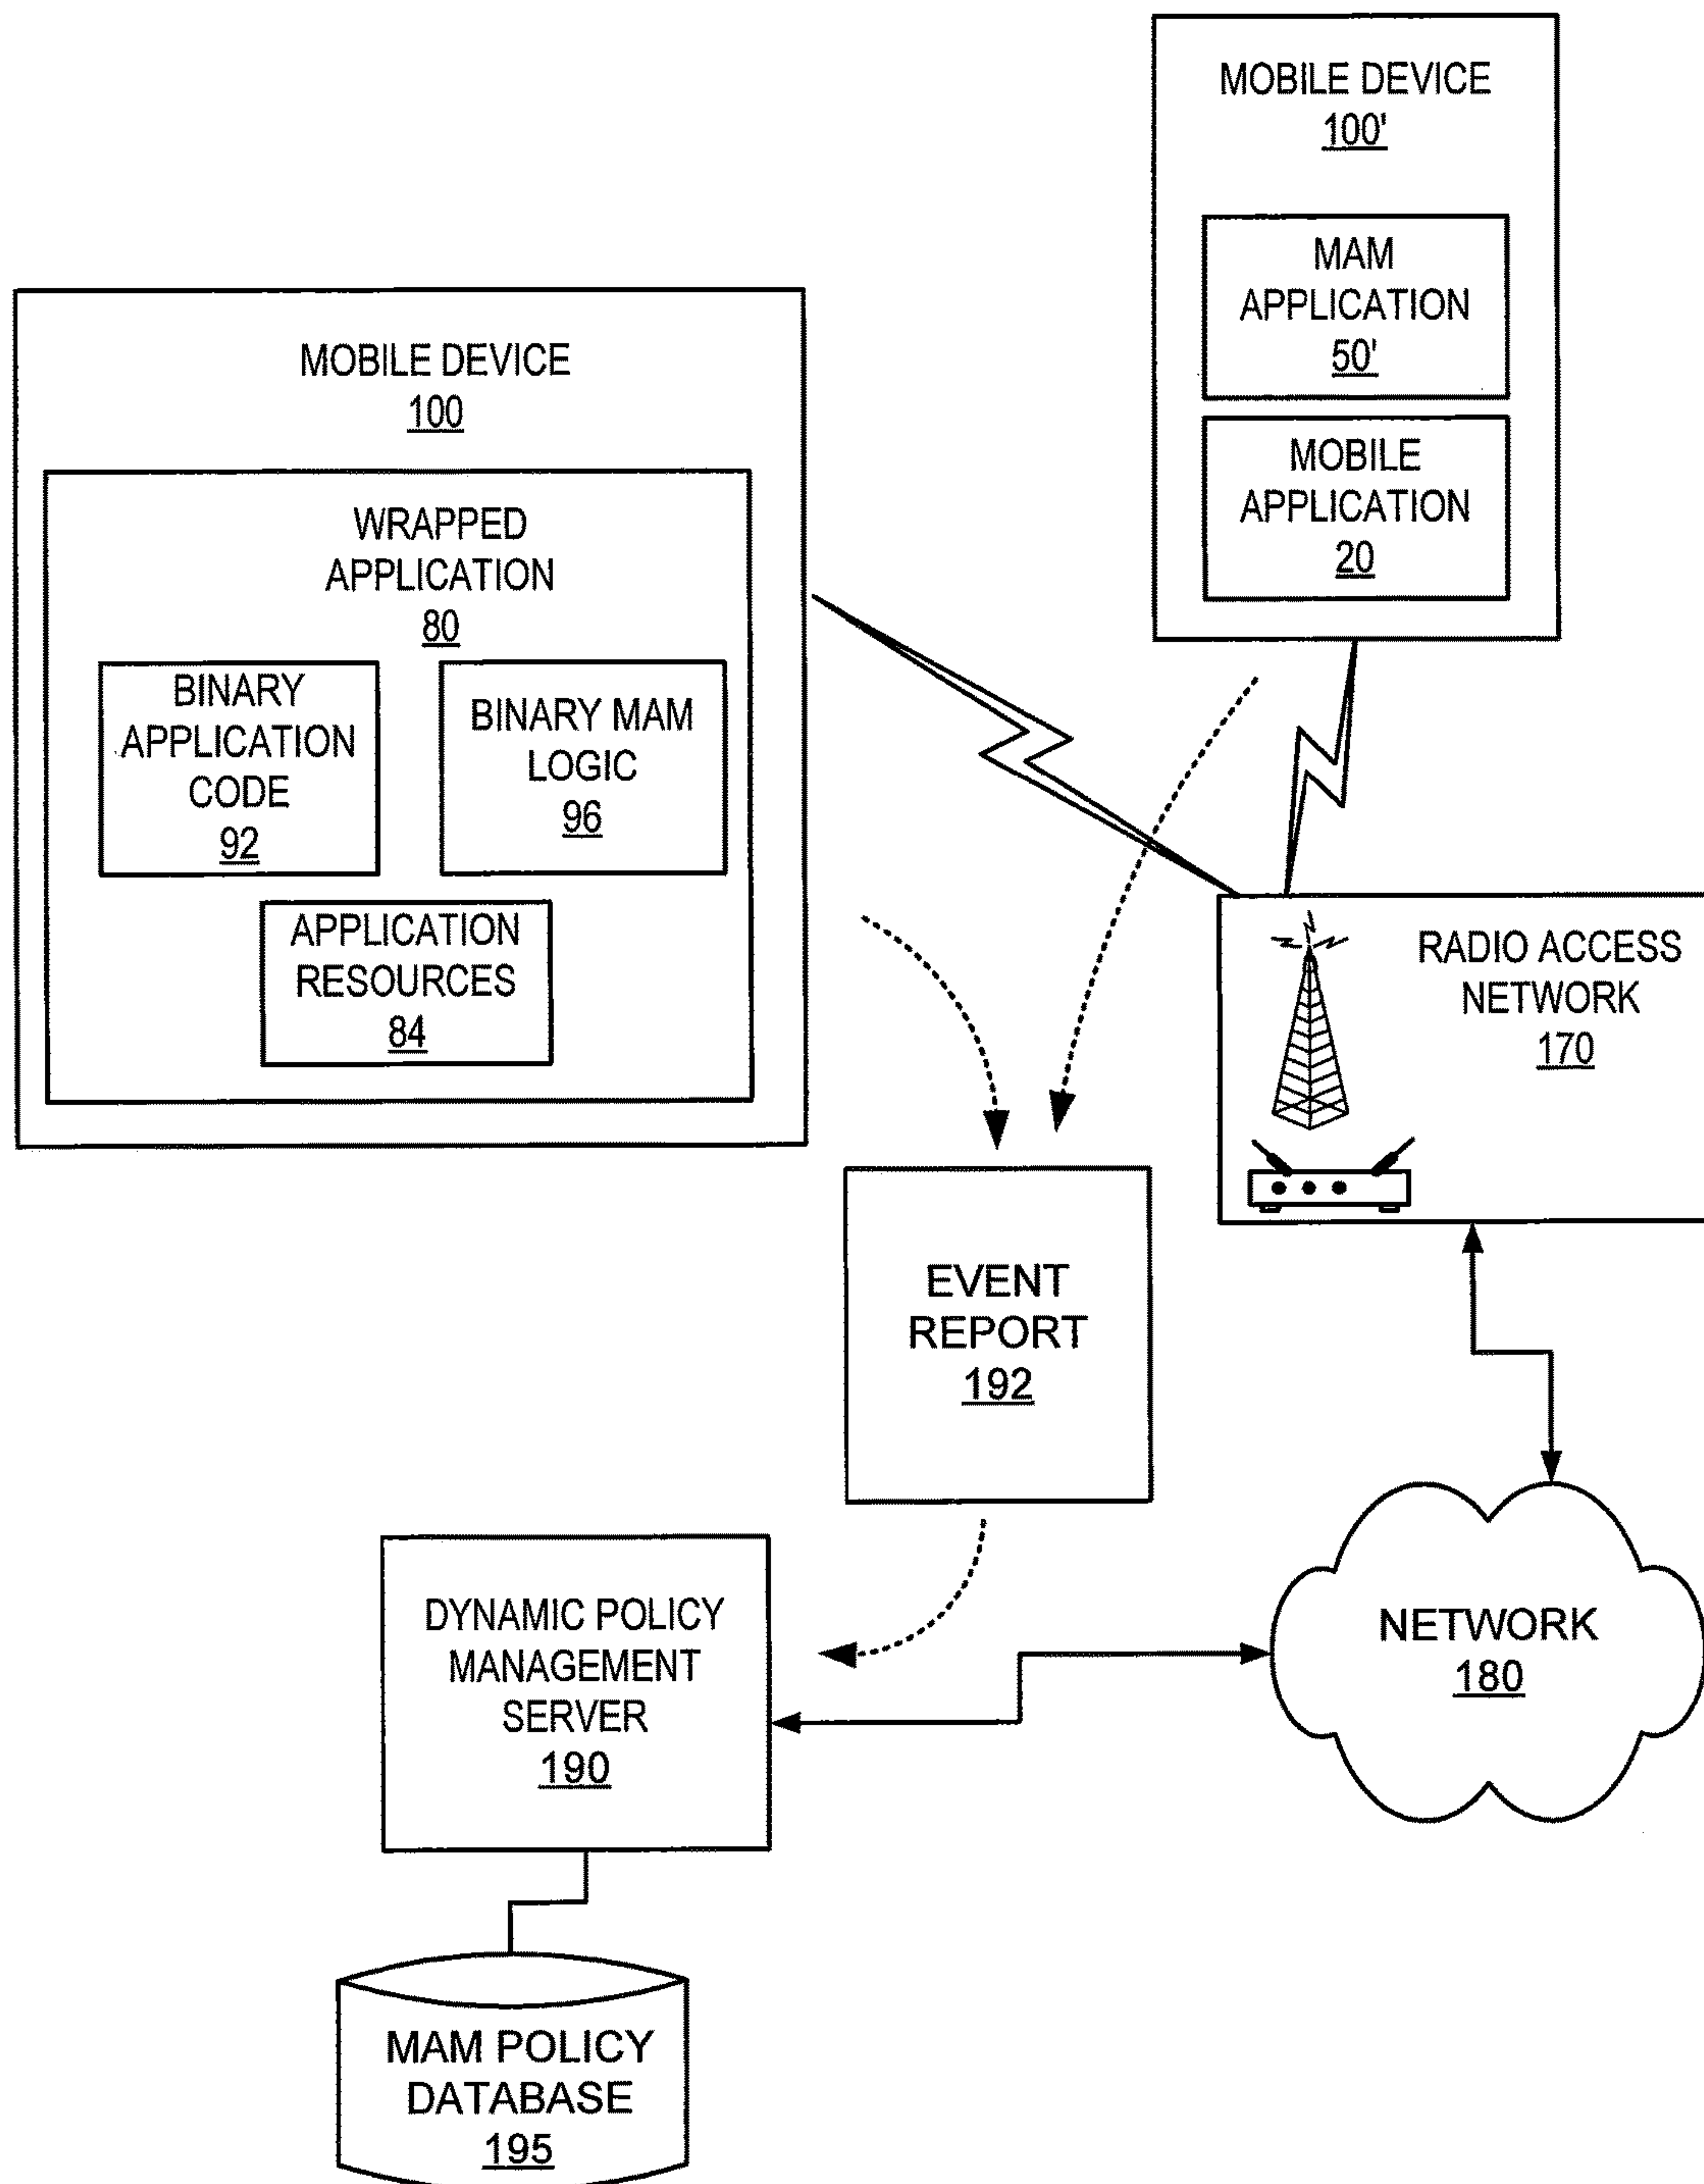 MOBILE DEVICE
100'
MAM
APPLICATION
50'
MOBILE
APPLICATION
20
MOBILE DEVICE
100
WRAPPED
APPLICATION
80
BINARY
APPLICATION
CODE
92
BINARY MAM
LOGIC
96
APPLICATION
RESOURCES
84
RADIO ACCESS
NETWORK
170
EVENT
REPORT
192
DYNAMIC POLICY
MANAGEMENT
SERVER
190
NETWORK
180
MAM POLICY
DATABASE
195